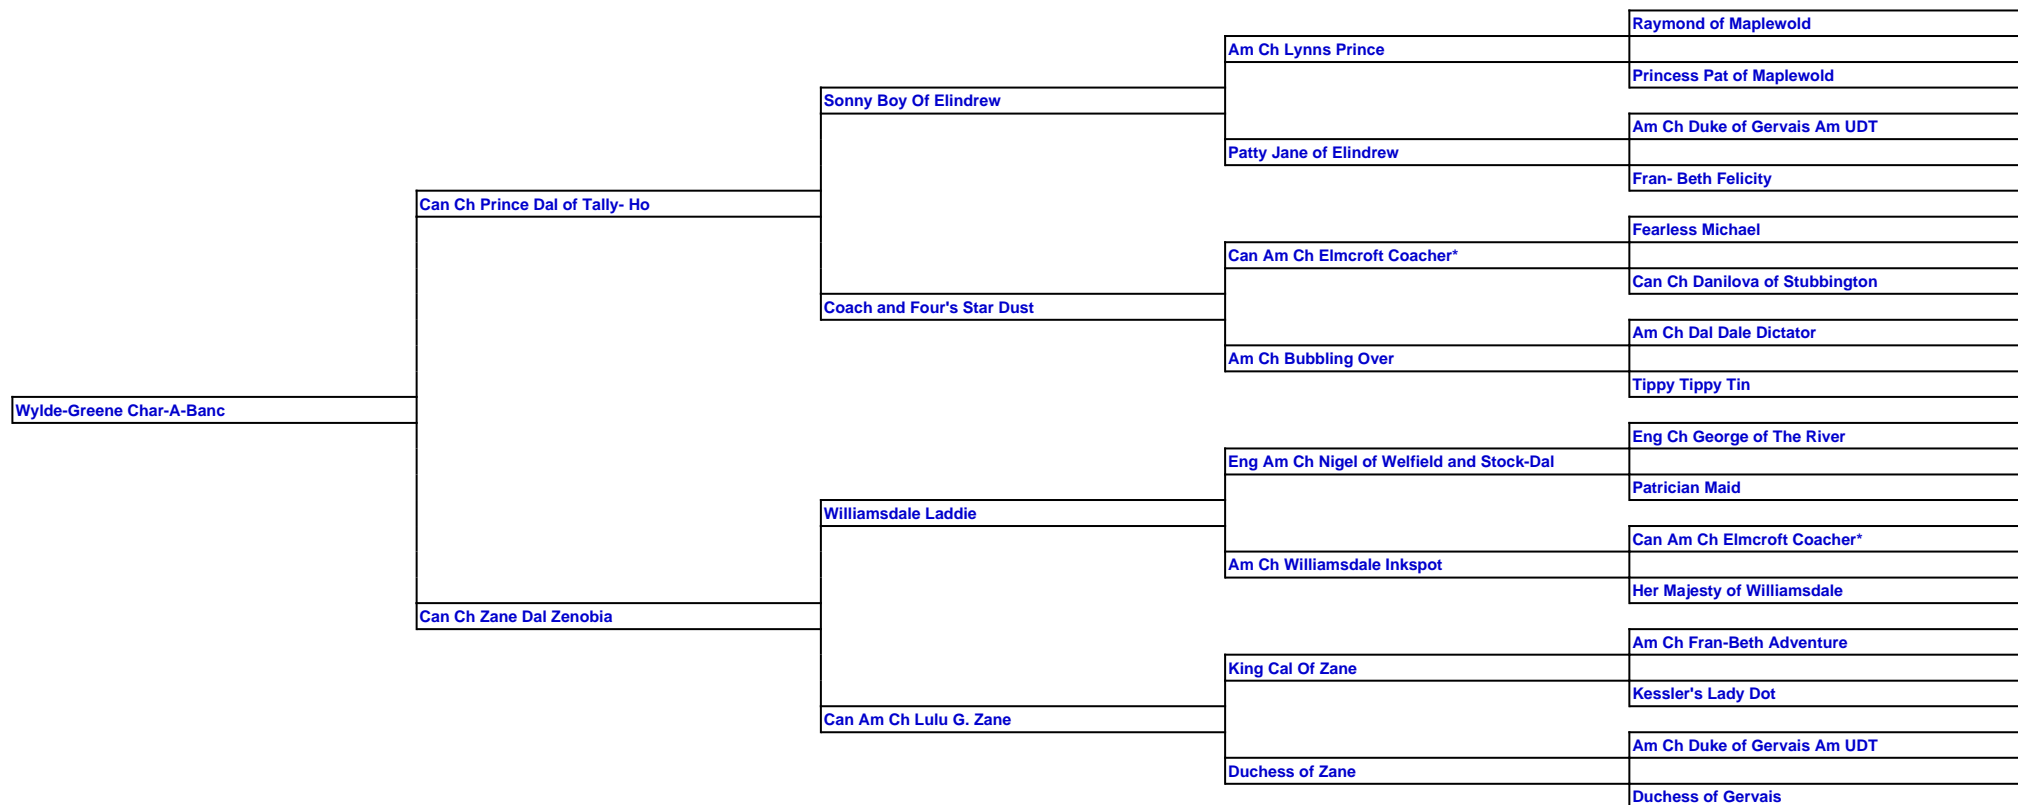 Raymond of Maplewold
Am Ch Lynns Prince
Princess Pat of Maplewold
Sonny Boy Of Elindrew
Am Ch Duke of Gervais Am UDT
Patty Jane of Elindrew
Fran- Beth Felicity
Can Ch Prince Dal of Tally- Ho
Fearless Michael
Can Am Ch Elmcroft Coacher*
Can Ch Danilova of Stubbington
Coach and Four's Star Dust
Am Ch Dal Dale Dictator
Am Ch Bubbling Over
Tippy Tippy Tin
Wylde-Greene Char-A-Banc
Eng Ch George of The River
Eng Am Ch Nigel of Welfield and Stock-Dal
Patrician Maid
Williamsdale Laddie
Can Am Ch Elmcroft Coacher*
Am Ch Williamsdale Inkspot
Her Majesty of Williamsdale
Can Ch Zane Dal Zenobia
Am Ch Fran-Beth Adventure
King Cal Of Zane
Kessler's Lady Dot
Can Am Ch Lulu G. Zane
Am Ch Duke of Gervais Am UDT
Duchess of Zane
Duchess of Gervais